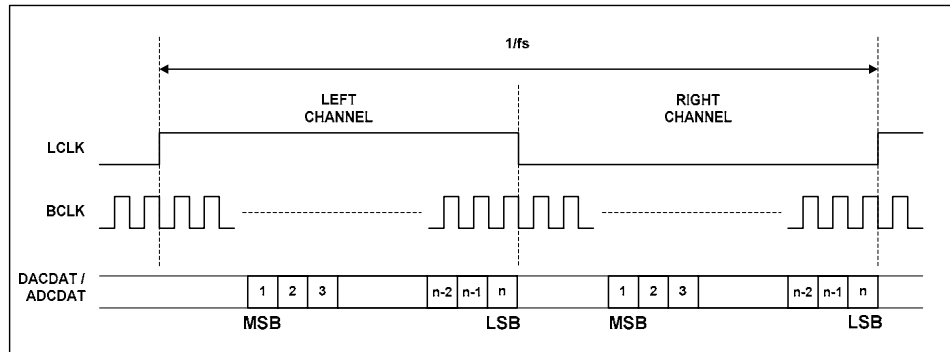 1/fs
LEFT
CHANNEL
RIGHT
CHANNEL
LCLK
BCLK
DACDAT /
ADCDAT
1 2 3 n-2 n-1 n 1 2 3 n-2 n-1 n
MSB LSB MSB LSB